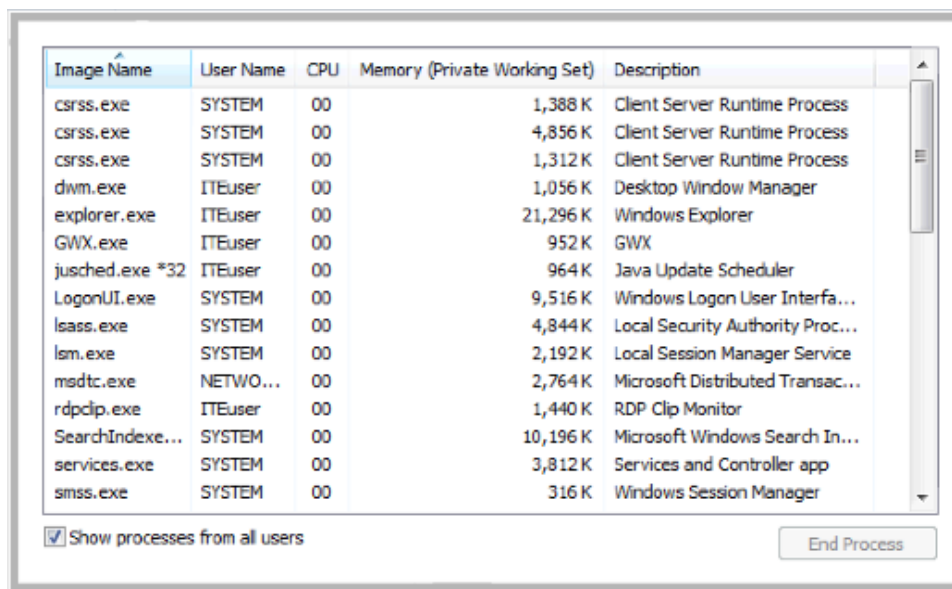 Image Name User Name CPU Memory (Private Working Set) Description
csrss.exe SYSTEM 00 1,388 K Client Server Runtime Process
csrss.exe SYSTEM 00 4,856 K Client Server Runtime Process
csrss.exe SYSTEM 00 1,312 K Client Server Runtime Process
dwm.exe ITEuser 00 1,056 K Desktop Window Manager
explorer.exe ITEuser 00 21,296 K Windows Explorer
GWX.exe ITEuser 00 952 K GWX
jusched.exe *32 ITEuser 00 964 K Java Update Scheduler
LogonUI.exe SYSTEM 00 9,516 K Windows Logon User Interfa...
lsass.exe SYSTEM 00 4,844 K Local Security Authority Proc...
lsm.exe SYSTEM 00 2,192 K Local Session Manager Service
msdtc.exe NETWO... 00 2,764 K Microsoft Distributed Transac...
rdpclip.exe ITEuser 00 1,440 K RDP Clip Monitor
SearchIndexe... SYSTEM 00 10,196 K Microsoft Windows Search In...
services.exe SYSTEM 00 3,812 K Services and Controller app
smss.exe SYSTEM 00 316 K Windows Session Manager
Show processes from all users End Process